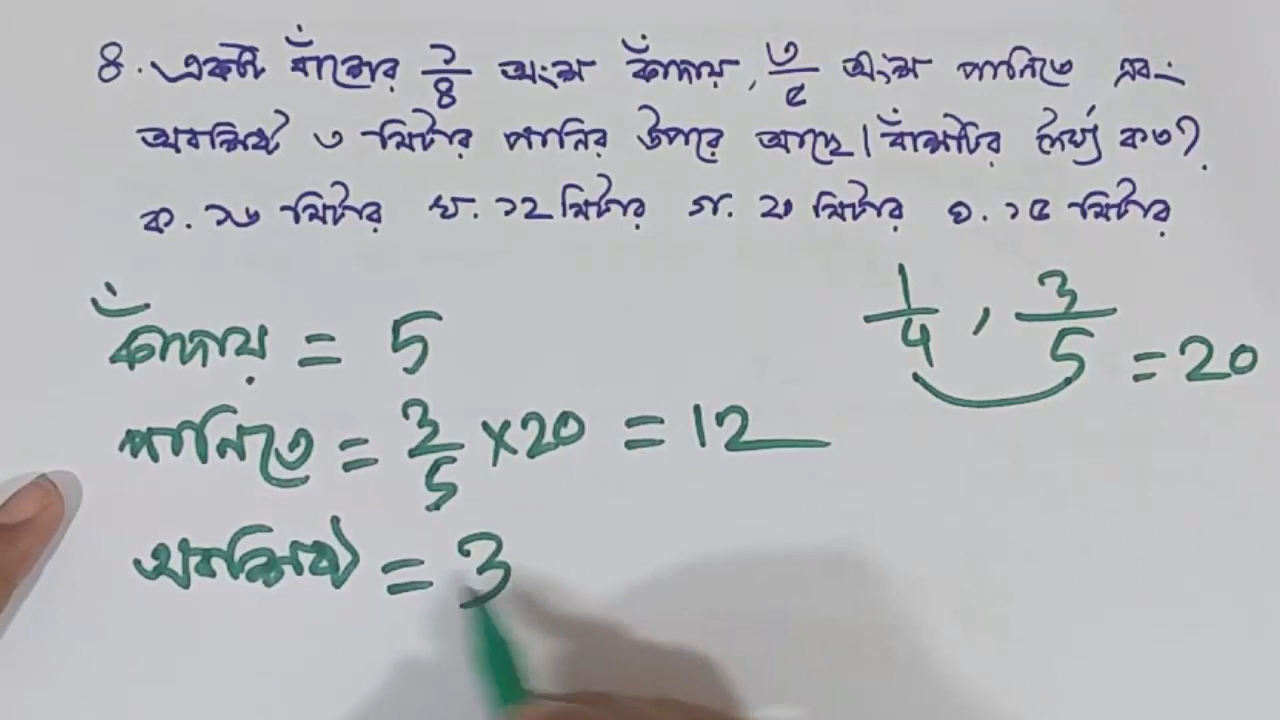 ৪. একটি বাঁশের ১/৪ অংশ কাঁদায়, ৩/৫ অংশ পানিতে এবং
অবশিষ্ট ৩ মিটার পানির উপরে আছে। বাঁশটির দৈর্ঘ্য কত?
ক. ১৬ মিটার খ. ১২ মিটার গ. ২০ মিটার ঘ. ১৫ মিটার
1/4 , 3/5 = 20
কাঁদায় = 5
পানিতে = 3/5 × 20 = 12
অবশিষ্ট = 3